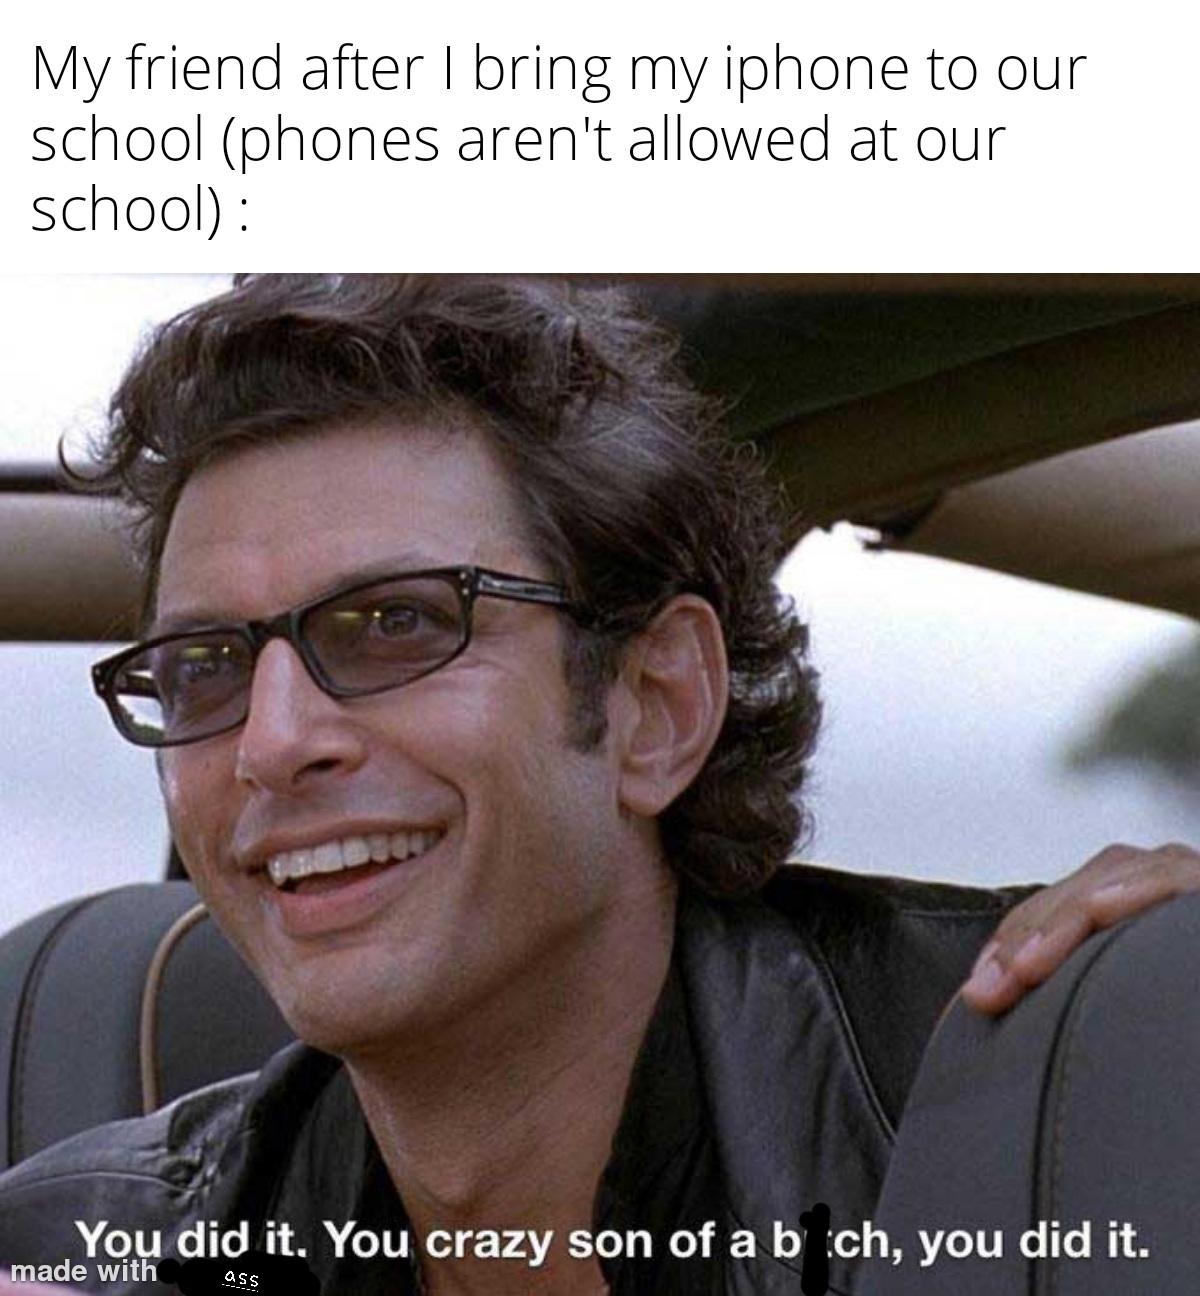 My friend after I bring my iphone to our
school (phones aren't allowed at our
school) :
You did it. You crazy son of a b tch, you did it.
made with ass